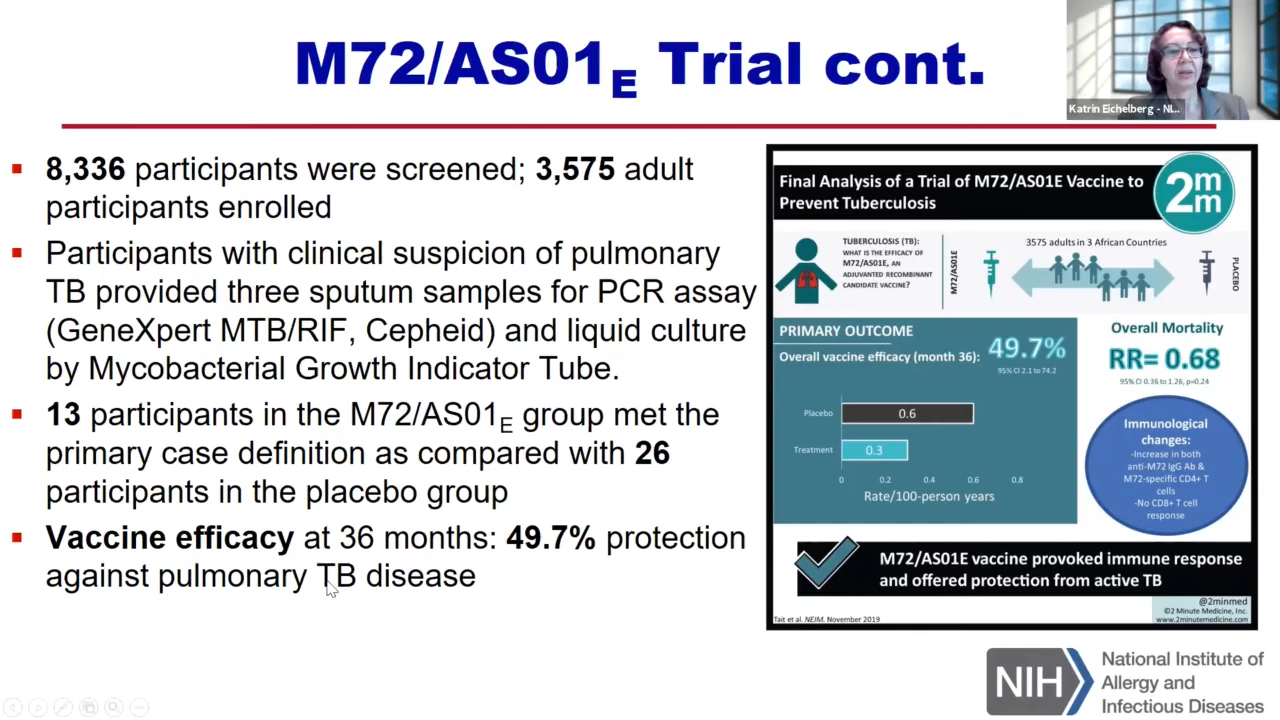 M72/AS01E Trial cont.
Katrin Eichelberg - NI...
▪ 8,336 participants were screened; 3,575 adult
participants enrolled
▪ Participants with clinical suspicion of pulmonary
TB provided three sputum samples for PCR assay
(GeneXpert MTB/RIF, Cepheid) and liquid culture
by Mycobacterial Growth Indicator Tube.
▪ 13 participants in the M72/AS01E group met the
primary case definition as compared with 26
participants in the placebo group
▪ Vaccine efficacy at 36 months: 49.7% protection
against pulmonary TB disease
Final Analysis of a Trial of M72/AS01E Vaccine to
Prevent Tuberculosis
2mm
TUBERCULOSIS (TB):
WHAT IS THE EFFICACY OF
M72/AS01E, AN
ADJUVANTED RECOMBINANT
CANDIDATE VACCINE?
M72/AS01E
3575 adults in 3 African Countries
PLACEBO
PRIMARY OUTCOME
Overall vaccine efficacy (month 36): 49.7%
95% CI 2.1 to 74.2
Placebo 0.6
Treatment 0.3
0 0.2 0.4 0.6 0.8
Rate/100-person years
Overall Mortality
RR= 0.68
95% CI 0.36 to 1.26, p=0.24
Immunological
changes:
-Increase in both
anti-M72 IgG Ab &
M72-specific CD4+ T
cells
-No CD8+ T cell
response
M72/AS01E vaccine provoked immune response
and offered protection from active TB
@2minmed
©2 Minute Medicine, Inc.
www.2minutemedicine.com
Tait et al. NEJM. November 2019
NIH
National Institute of
Allergy and
Infectious Diseases